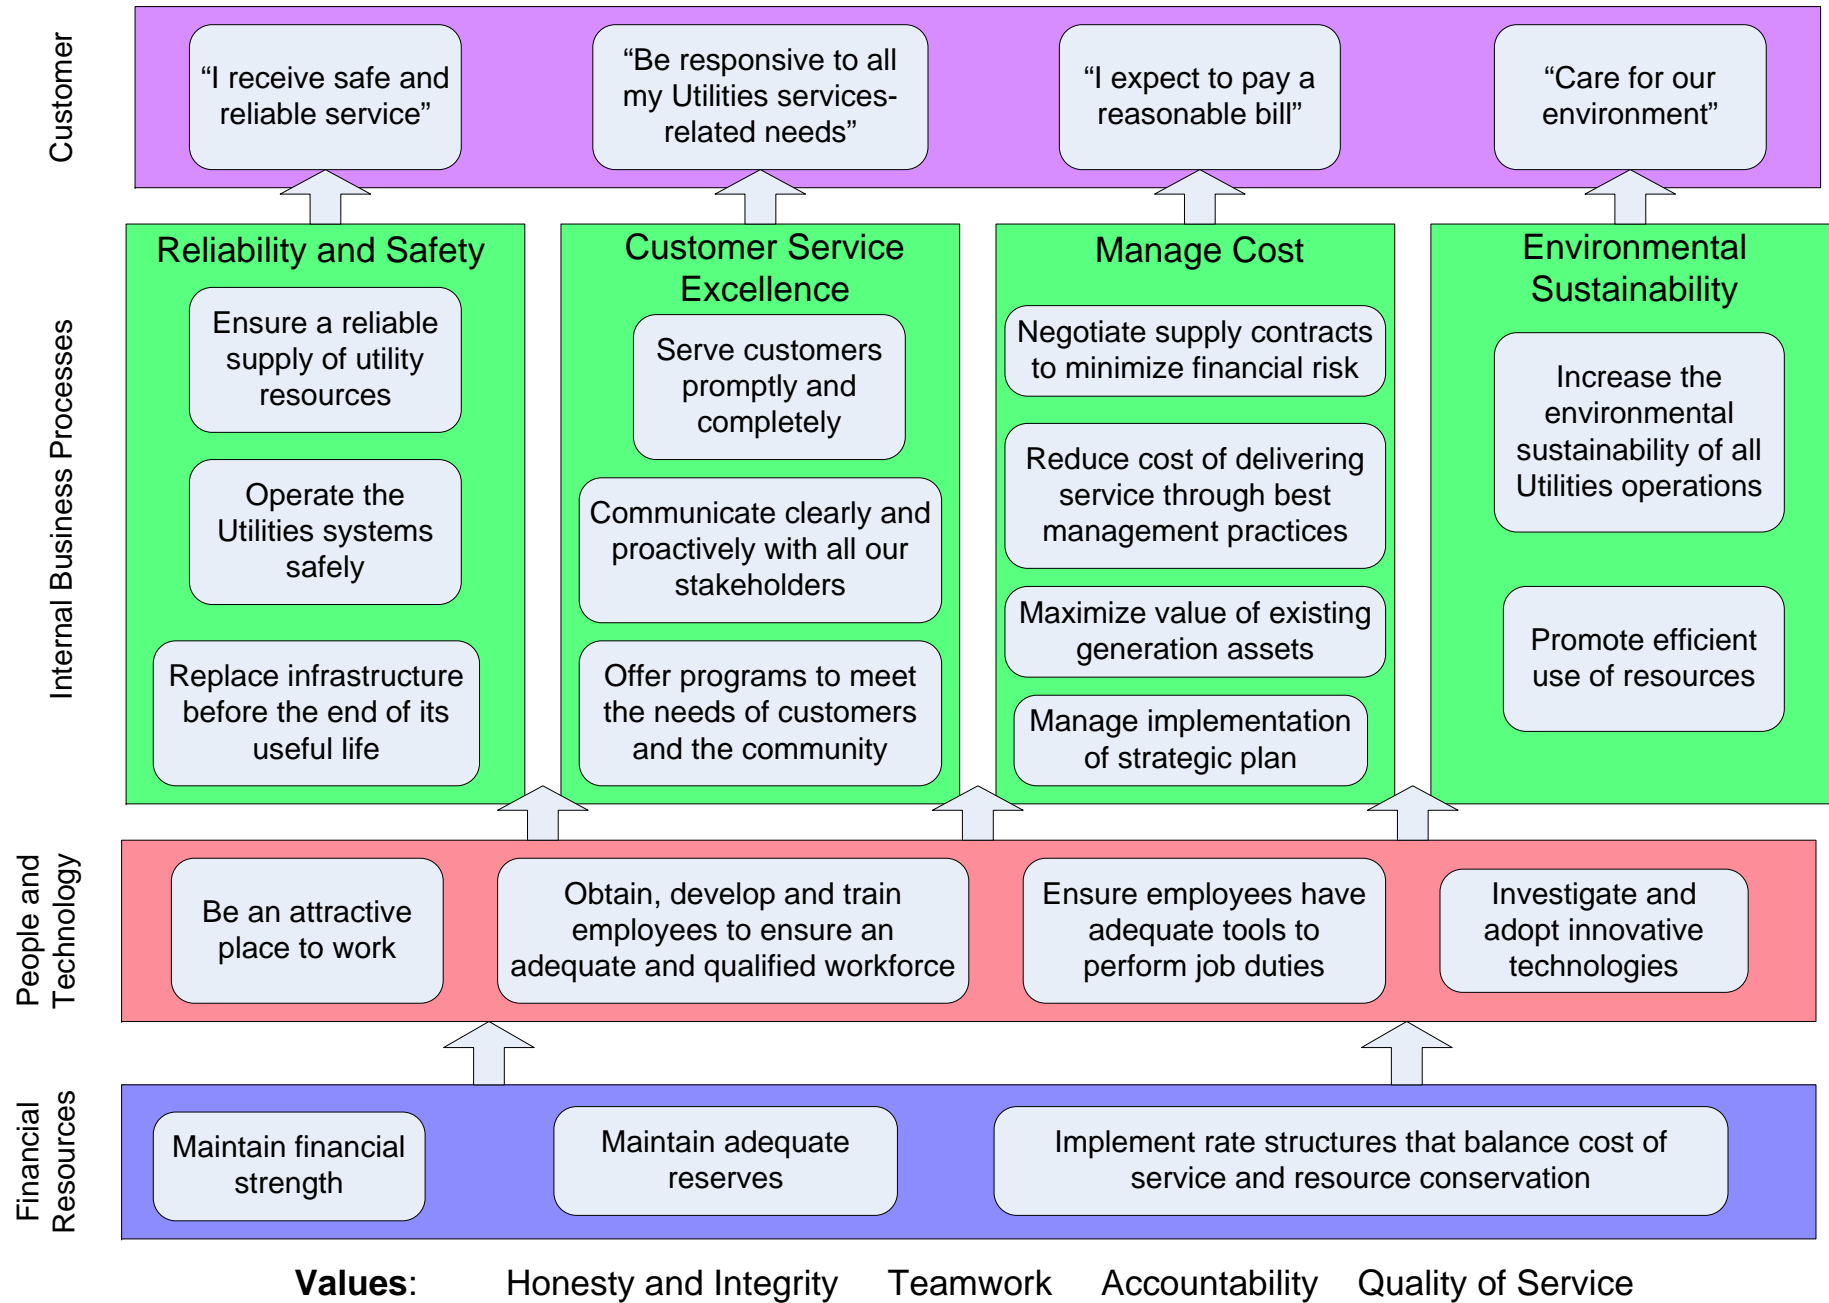 Customer
“I receive safe and
reliable service”
“Be responsive to all
my Utilities services-
related needs”
“I expect to pay a
reasonable bill”
“Care for our
environment”
Internal Business Processes
Reliability and Safety
Ensure a reliable
supply of utility
resources
Operate the
Utilities systems
safely
Replace infrastructure
before the end of its
useful life
Customer Service
Excellence
Serve customers
promptly and
completely
Communicate clearly and
proactively with all our
stakeholders
Offer programs to meet
the needs of customers
and the community
Manage Cost
Negotiate supply contracts
to minimize financial risk
Reduce cost of delivering
service through best
management practices
Maximize value of existing
generation assets
Manage implementation
of strategic plan
Environmental
Sustainability
Increase the
environmental
sustainability of all
Utilities operations
Promote efficient
use of resources
People and
Technology
Be an attractive
place to work
Obtain, develop and train
employees to ensure an
adequate and qualified workforce
Ensure employees have
adequate tools to
perform job duties
Investigate and
adopt innovative
technologies
Financial
Resources
Maintain financial
strength
Maintain adequate
reserves
Implement rate structures that balance cost of
service and resource conservation
Values: Honesty and Integrity Teamwork Accountability Quality of Service